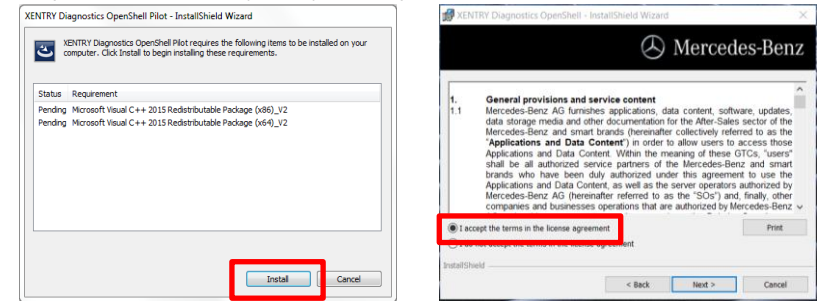 XENTRY Diagnostics OpenShell Pilot - InstallShield Wizard
XENTRY Diagnostics OpenShell Pilot requires the following items to be installed on your
computer. Click Install to begin installing these requirements.
Status Requirement
Pending Microsoft Visual C++ 2015 Redistributable Package (x86)_V2
Pending Microsoft Visual C++ 2015 Redistributable Package (x64)_V2
Install Cancel
XENTRY Diagnostics OpenShell - InstallShield Wizard
Mercedes-Benz
1. General provisions and service content
1.1 Mercedes-Benz AG furnishes applications, data content, software, updates,
data storage media and other documentation for the After-Sales sector of the
Mercedes-Benz and smart brands (hereinafter collectively referred to as the
"Applications and Data Content") in order to allow users to access those
Applications and Data Content. Within the meaning of these GTCs, "users"
shall be all authorized service partners of the Mercedes-Benz and smart
brands who have been duly authorized under this agreement to use the
Applications and Data Content, as well as the server operators authorized by
Mercedes-Benz AG (hereinafter referred to as the "SOs") and, finally, other
companies and businesses operations that are authorized by Mercedes-Benz
I accept the terms in the license agreement
Print
InstallShield
< Back Next > Cancel